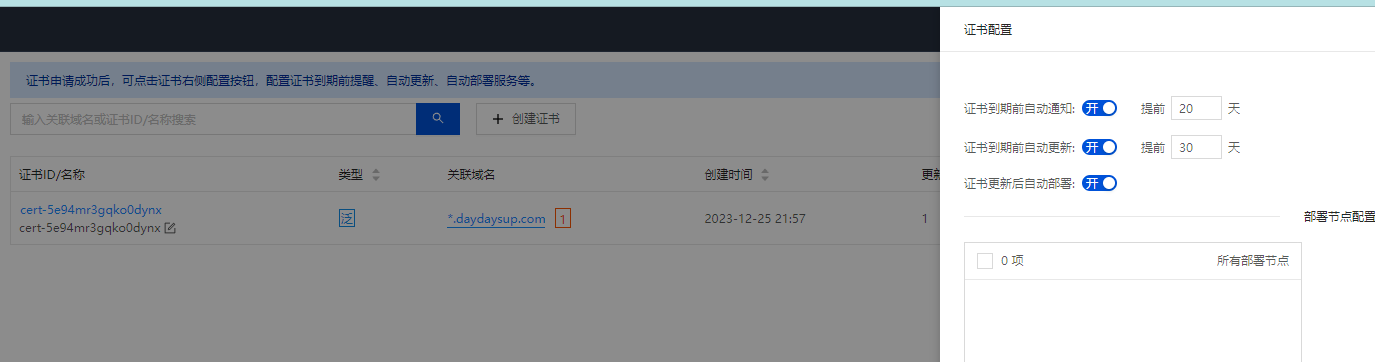 证书配置
证书申请成功后，可点击证书右侧配置按钮，配置证书到期前提醒、自动更新、自动部署服务等。
输入关联域名或证书ID/名称搜索
创建证书
证书到期前自动通知: 开 提前 20 天
证书到期前自动更新: 开 提前 30 天
证书更新后自动部署: 开
证书ID/名称 类型 关联域名 创建时间 更新
cert-5e94mr3gqko0dynx 泛 *.daydaysup.com 1 2023-12-25 21:57 1
cert-5e94mr3gqko0dynx
部署节点配置
0 项 所有部署节点